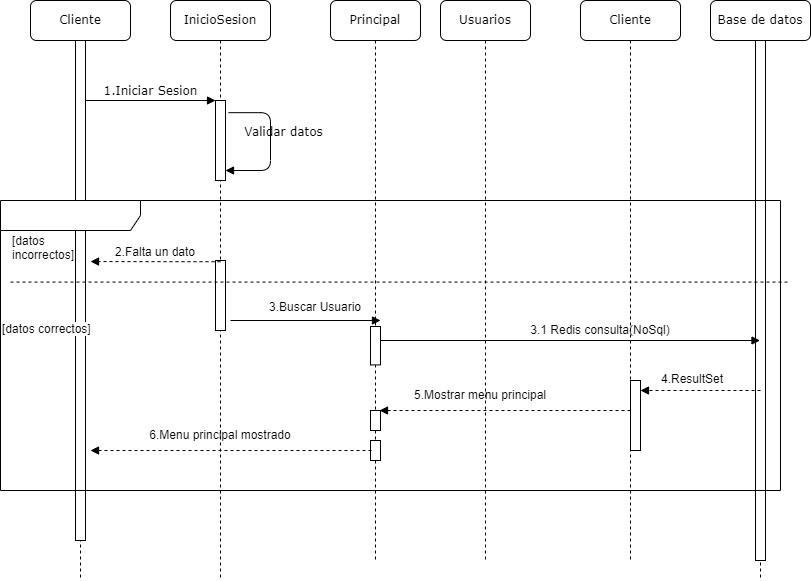 Cliente
InicioSesion
Principal
Usuarios
Cliente
Base de datos
1.Iniciar Sesion
Validar datos
[datos
incorrectos]
2.Falta un dato
3.Buscar Usuario
[datos correctos]
3.1 Redis consulta(NoSql)
4.ResultSet
5.Mostrar menu principal
6.Menu principal mostrado